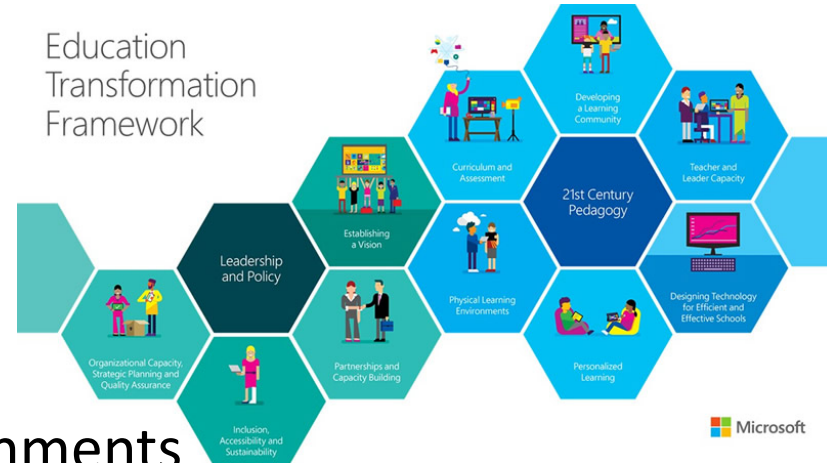 Education
Transformation
Framework
Developing
a Learning
Community
Curriculum and
Assessment
Teacher and
Leader Capacity
21st Century
Pedagogy
Establishing
a Vision
Leadership
and Policy
Physical Learning
Environments
Designing Technology
for Efficient and
Effective Schools
Organizational Capacity,
Strategic Planning and
Quality Assurance
Partnerships and
Capacity Building
Personalized
Learning
Inclusion,
Accessibility and
Sustainability
Microsoft